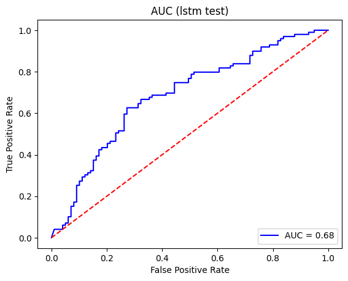 AUC (lstm test)
True Positive Rate
1.0
0.8
0.6
0.4
0.2
0.0
AUC = 0.68
0.0 0.2 0.4 0.6 0.8 1.0
False Positive Rate